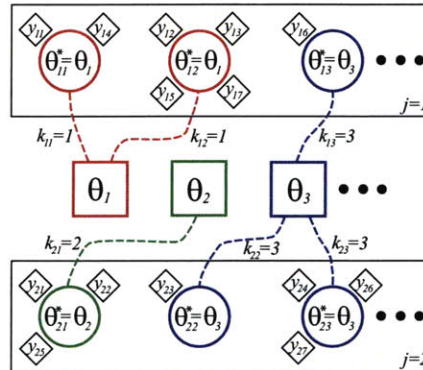 y₁₁ y₁₄ y₁₂ y₁₃ y₁₆
θ*₁₁=θ₁ θ*₁₂=θ₁ θ*₁₃=θ₃ •••
y₁₅ y₁₇
j=1
k₁₁=1 k₁₂=1 k₁₃=3
θ₁ θ₂ θ₃ •••
k₂₁=2 k₂₂=3 k₂₃=3
y₂₁ y₂₂ y₂₃ y₂₄ y₂₆
θ*₂₁=θ₂ θ*₂₂=θ₃ θ*₂₃=θ₃ •••
y₂₅ y₂₇
j=2